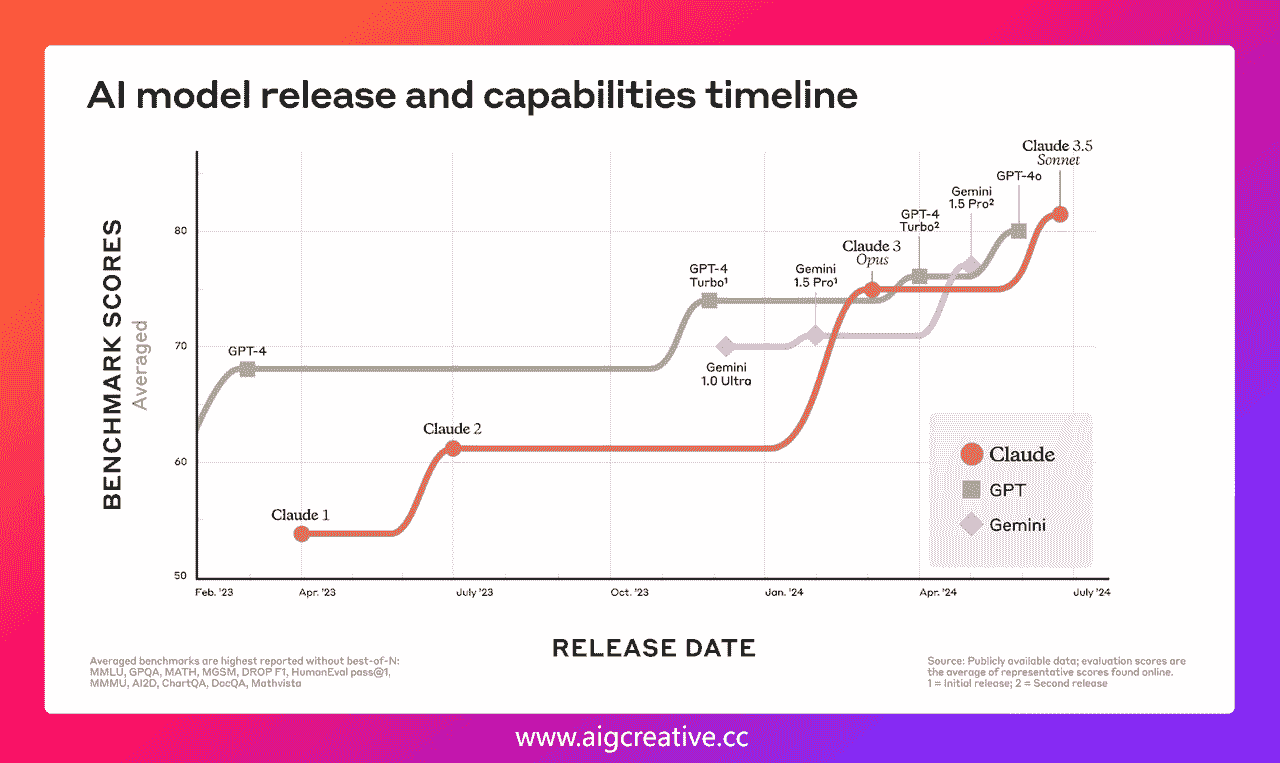 AI model release and capabilities timeline
BENCHMARK SCORES
Averaged
80
70
60
50
GPT-4
Claude 1
Claude 2
GPT-4
Turbo¹
Gemini
1.0 Ultra
Gemini
1.5 Pro¹
Claude 3
Opus
GPT-4
Turbo²
Gemini
1.5 Pro²
GPT-4o
Claude 3.5
Sonnet
Claude
GPT
Gemini
Feb. '23
Apr. '23
July '23
Oct. '23
Jan. '24
Apr. '24
July '24
RELEASE DATE
Averaged benchmarks are highest reported without best-of-N:
MMLU, GPQA, MATH, MGSM, DROP F1, HumanEval pass@1,
MMMU, AI2D, ChartQA, DocQA, Mathvista
Source: Publicly available data; evaluation scores are
the average of representative scores found online.
1 = Initial release; 2 = Second release
www.aigcreative.cc